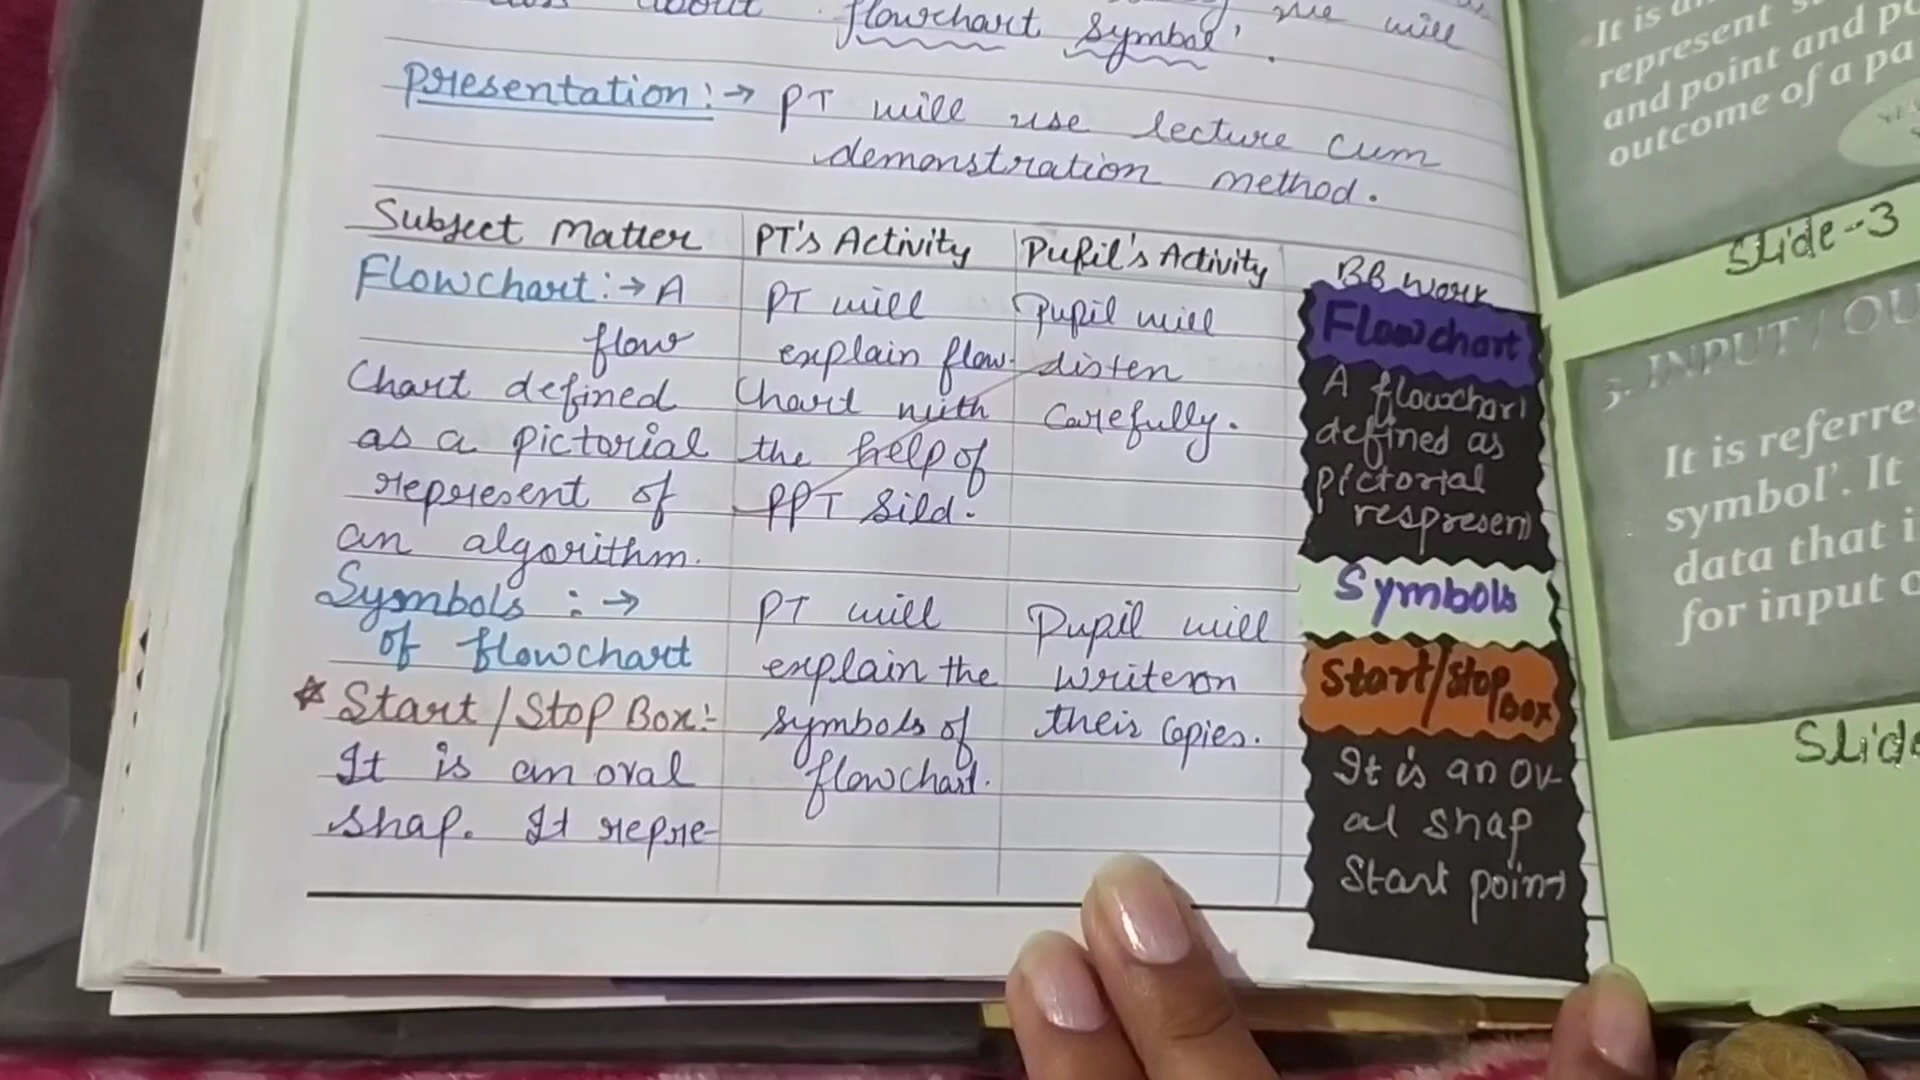 about flowchart symbol'. we will
Presentation :→ PT will use lecture cum
demonstration method.
Subject Matter
Flowchart :→ A
flow
Chart defined
as a pictorial
represent of
an algorithm.
Symbols :→
of flowchart
* Start/Stop Box:-
It is an oval
shap. It repre-
PT's Activity
PT will
explain flow-
Chart with
the help of
PPT Sild.
PT will
explain the
symbols of
flowchart.
Pupil's Activity
Pupil will
listen
carefully.
Pupil will
write on
their copies.
BB work
Flowchart
A flowchart
defined as
pictorial
respresent
Symbols
Start/Stop
Box
It is an ov-
al shap
Start point
It is
represent
and point and
outcome of a pa
Slide--3
3. INPUT / OU
It is referre
symbol'. It
data that i
for input o
Slide